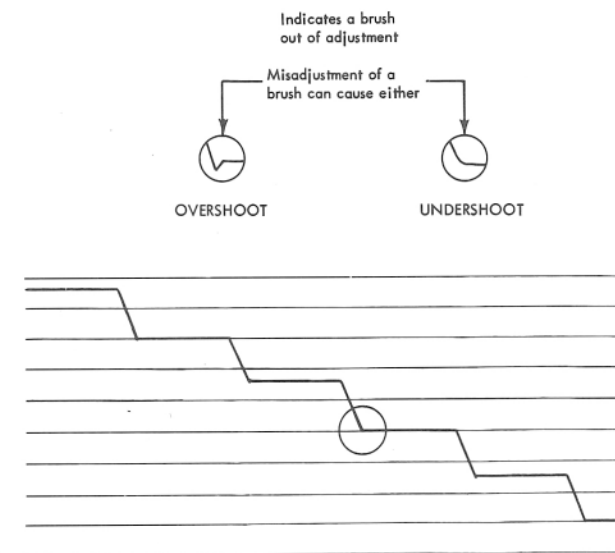 Indicates a brush
out of adjustment
Misadjustment of a
brush can cause either
OVERSHOOT
UNDERSHOOT